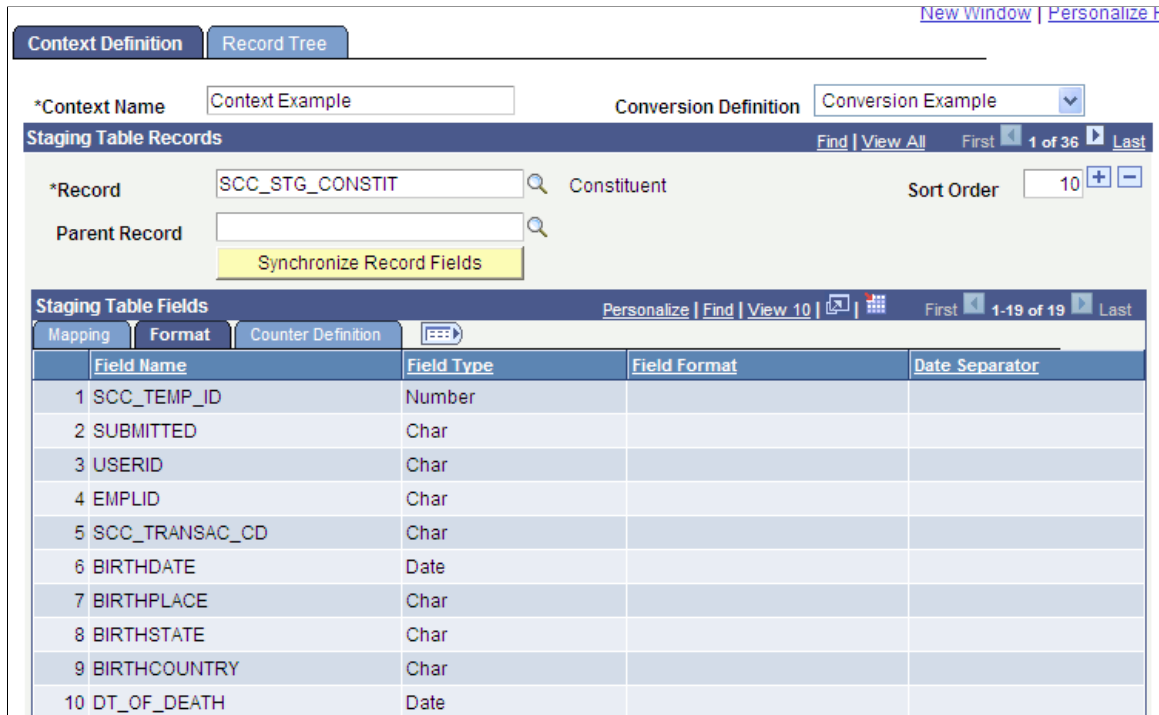 New Window | Personalize
Context Definition Record Tree
*Context Name Context Example Conversion Definition Conversion Example
Staging Table Records Find | View All First 1 of 36 Last
*Record SCC_STG_CONSTIT Constituent Sort Order 10
Parent Record
Synchronize Record Fields
Staging Table Fields Personalize | Find | View 10 | | First 1-19 of 19 Last
Mapping Format Counter Definition
Field Name Field Type Field Format Date Separator
1 SCC_TEMP_ID Number
2 SUBMITTED Char
3 USERID Char
4 EMPLID Char
5 SCC_TRANSAC_CD Char
6 BIRTHDATE Date
7 BIRTHPLACE Char
8 BIRTHSTATE Char
9 BIRTHCOUNTRY Char
10 DT_OF_DEATH Date